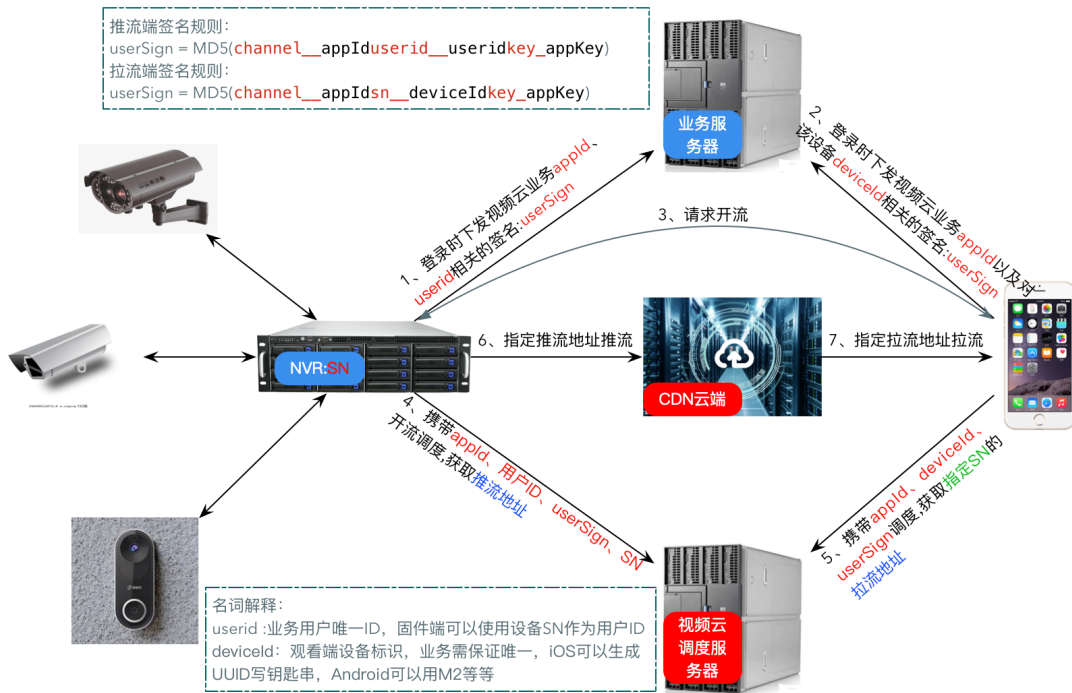 推流端签名规则：
userSign = MD5(channel__appIduserid__useridkey_appKey)
拉流端签名规则：
userSign = MD5(channel__appIdsn__deviceIdkey_appKey)
业务服
务器
1、登录时下发视频云业务appId、
userid相关的签名:userSign
2、登录时下发视频云业务appId以及对
该设备deviceId相关的签名:userSign
3、请求开流
NVR:SN
6、指定推流地址推流
CDN云端
7、指定拉流地址拉流
4、携带appId、用户ID、userSign、SN
开流调度,获取推流地址
5、携带appId、deviceId、
userSign调度,获取指定SN的
拉流地址
视频云
调度服
务器
名词解释：
userid :业务用户唯一ID，固件端可以使用设备SN作为用户ID
deviceId：观看端设备标识，业务需保证唯一，iOS可以生成
UUID写钥匙串，Android可以用M2等等